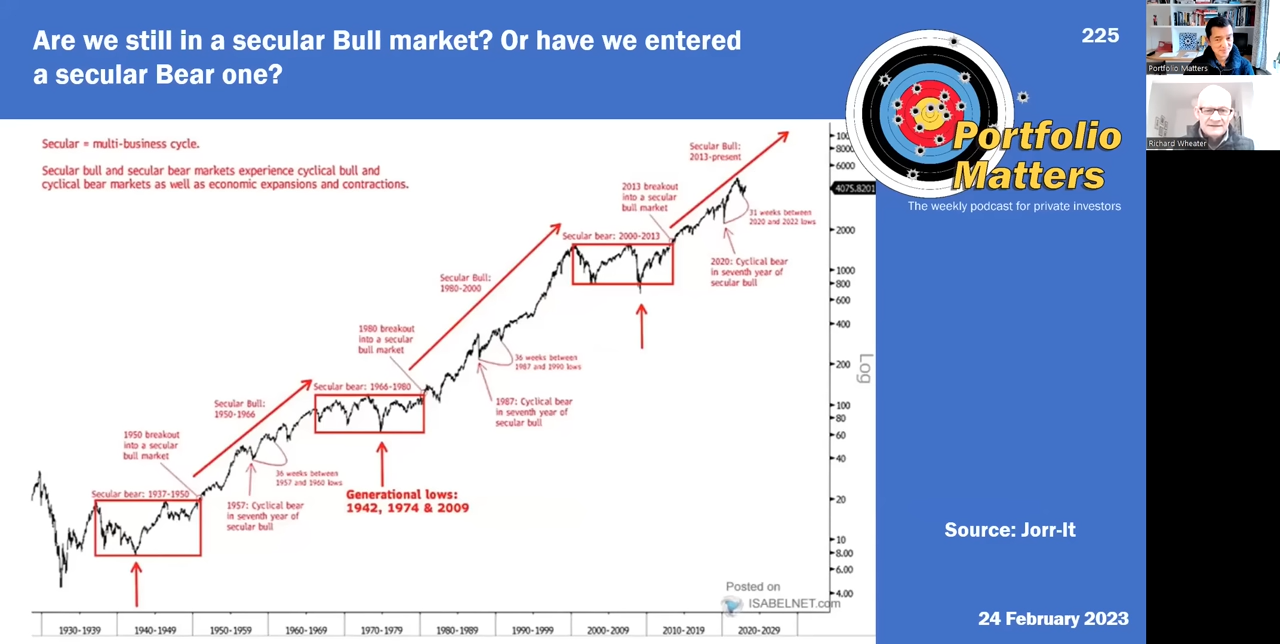 Are we still in a secular Bull market? Or have we entered
a secular Bear one?
225
Portfolio Matters
Richard Wheater
Portfolio
Matters
The weekly podcast for private investors
Secular = multi-business cycle.
Secular bull and secular bear markets experience cyclical bull and
cyclical bear markets as well as economic expansions and contractions.
Secular Bull:
2013-present
2013 breakout
into a secular
bull market
31 weeks between
2020 and 2022 lows
2020: Cyclical bear
in seventh year of
secular bull
Secular bear: 2000-2013
Secular Bull:
1980-2000
1980 breakout
into a secular
bull market
36 weeks between
1987 and 1990 lows
1987: Cyclical bear
in seventh year of
secular bull
Secular bear: 1966-1980
Secular Bull:
1950-1966
1950 breakout
into a secular
bull market
36 weeks between
1957 and 1960 lows
1957: Cyclical bear
in seventh year of
secular bull
Secular bear: 1937-1950
Generational lows:
1942, 1974 & 2009
8000
6000
4075.8201
2000
1000
800
600
400
200
100
80
60
40
20
10
8.00
6.00
4.00
Log
Posted on
ISABELNET.com
1930-1939
1940-1949
1950-1959
1960-1969
1970-1979
1980-1989
1990-1999
2000-2009
2010-2019
2020-2029
Source: Jorr-It
24 February 2023